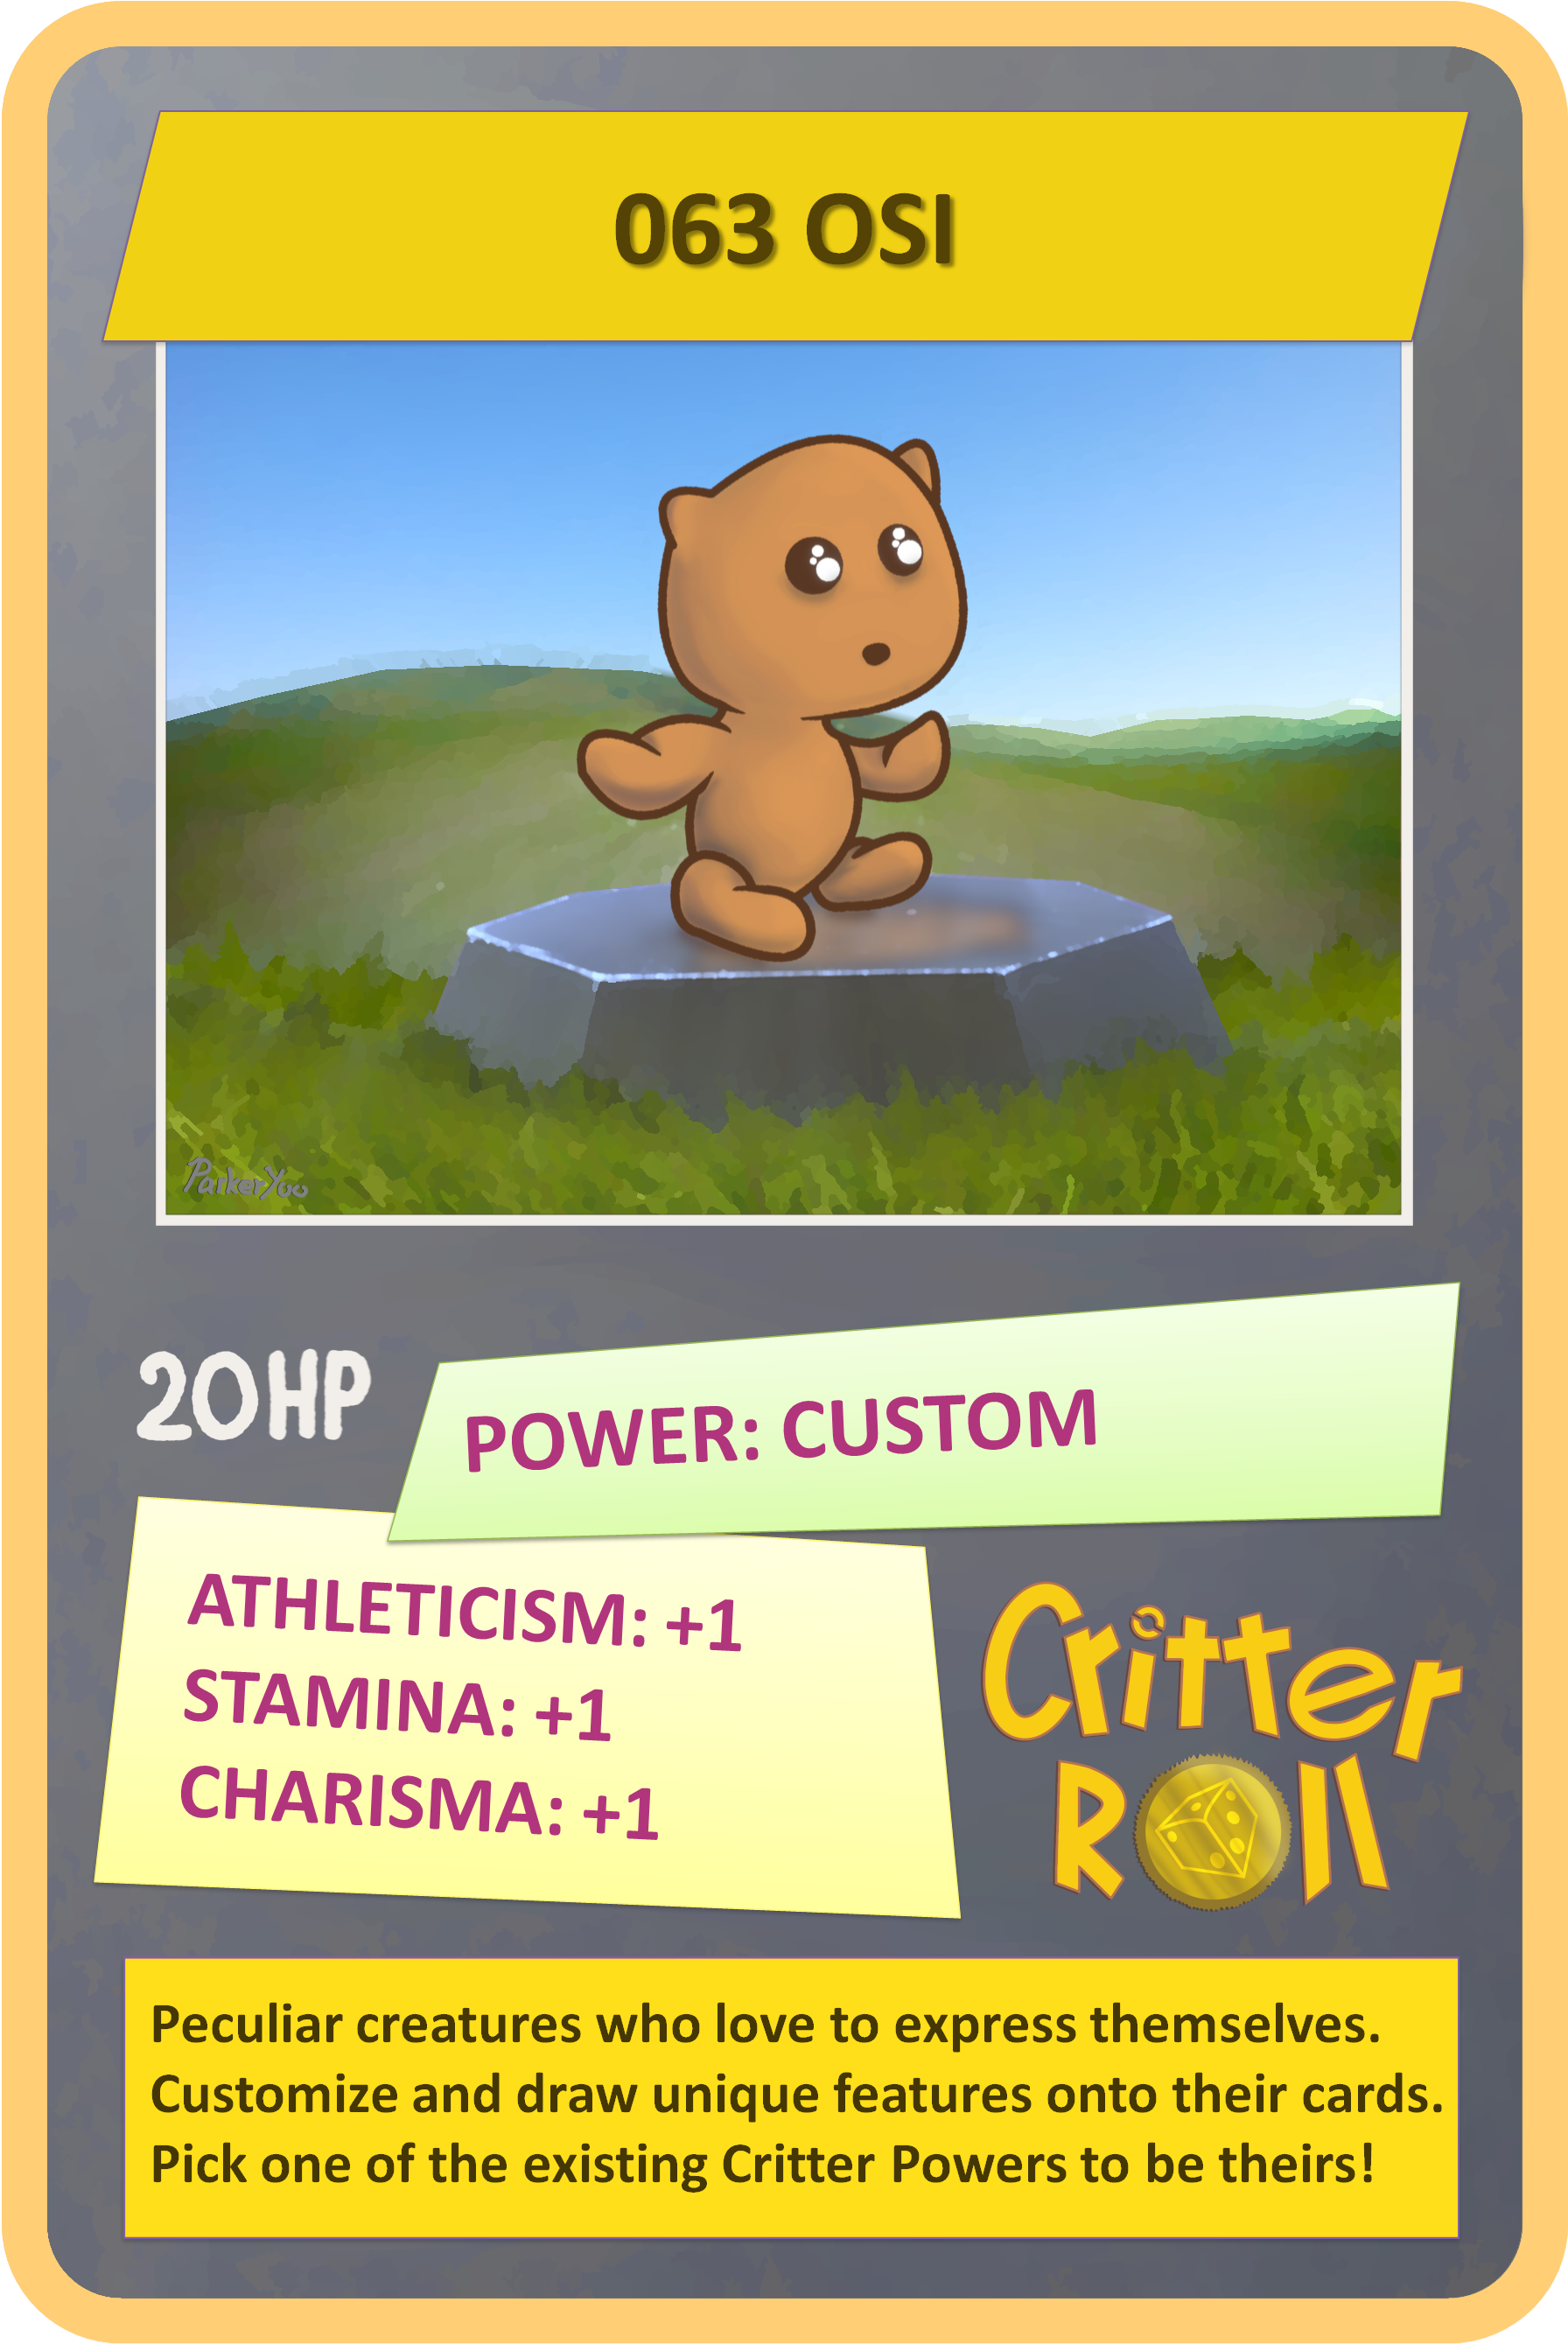 063 OSI
ParkerYoo
20HP
POWER: CUSTOM
ATHLETICISM: +1
STAMINA: +1
CHARISMA: +1
Critter
Roll
Peculiar creatures who love to express themselves.
Customize and draw unique features onto their cards.
Pick one of the existing Critter Powers to be theirs!